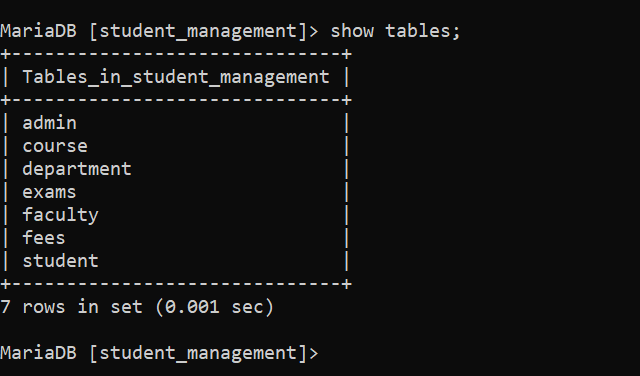 MariaDB [student_management]> show tables;
+------------------------------+
| Tables_in_student_management |
+------------------------------+
| admin                        |
| course                       |
| department                   |
| exams                        |
| faculty                      |
| fees                         |
| student                      |
+------------------------------+
7 rows in set (0.001 sec)
MariaDB [student_management]>